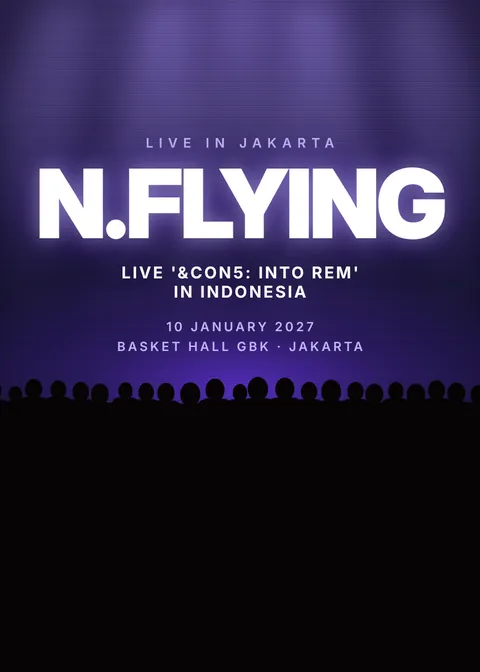 LIVE IN JAKARTA
N.FLYING
LIVE '&CON5: INTO REM'
IN INDONESIA
10 JANUARY 2027
BASKET HALL GBK · JAKARTA